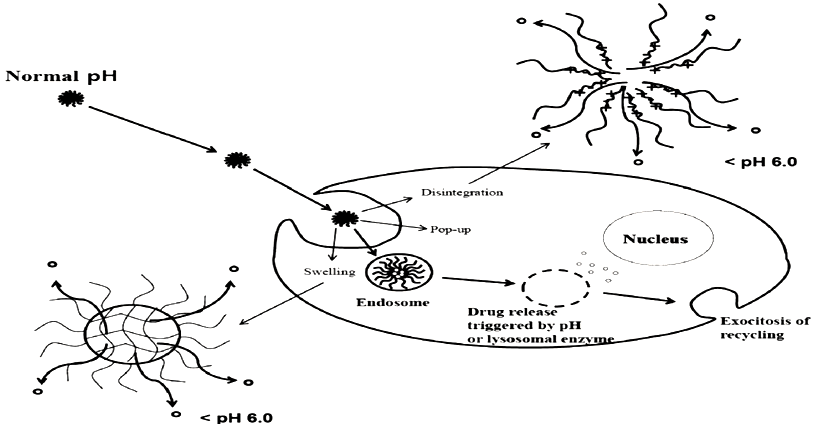 Normal pH
< pH 6.0
Disintegration
Pop-up
Nucleus
Swelling
Endosome
Drug release
triggered by pH
or lysosomal enzyme
Exocitosis of
recycling
< pH 6.0